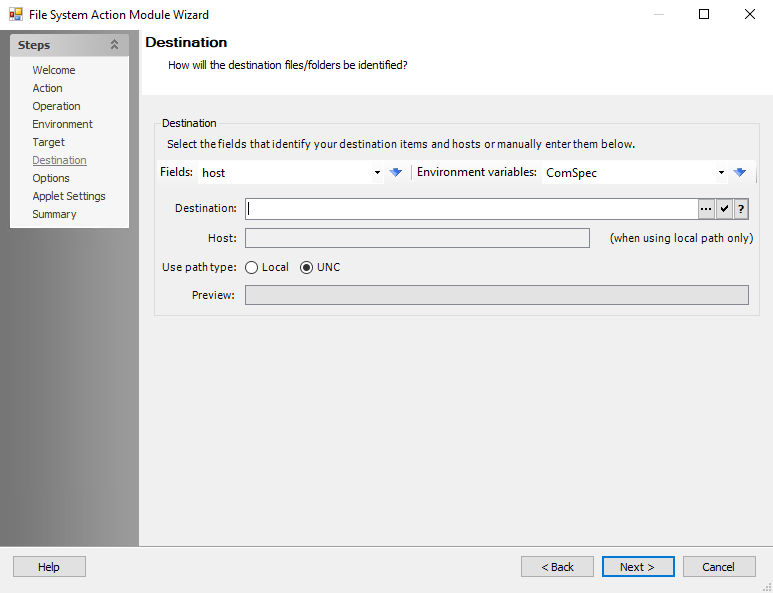 File System Action Module Wizard
Steps
Welcome
Action
Operation
Environment
Target
Destination
Options
Applet Settings
Summary
Destination
How will the destination files/folders be identified?
Destination
Select the fields that identify your destination items and hosts or manually enter them below.
Fields: host Environment variables: ComSpec
Destination: ... ✔ ?
Host: (when using local path only)
Use path type: Local UNC
Preview:
Help < Back Next > Cancel